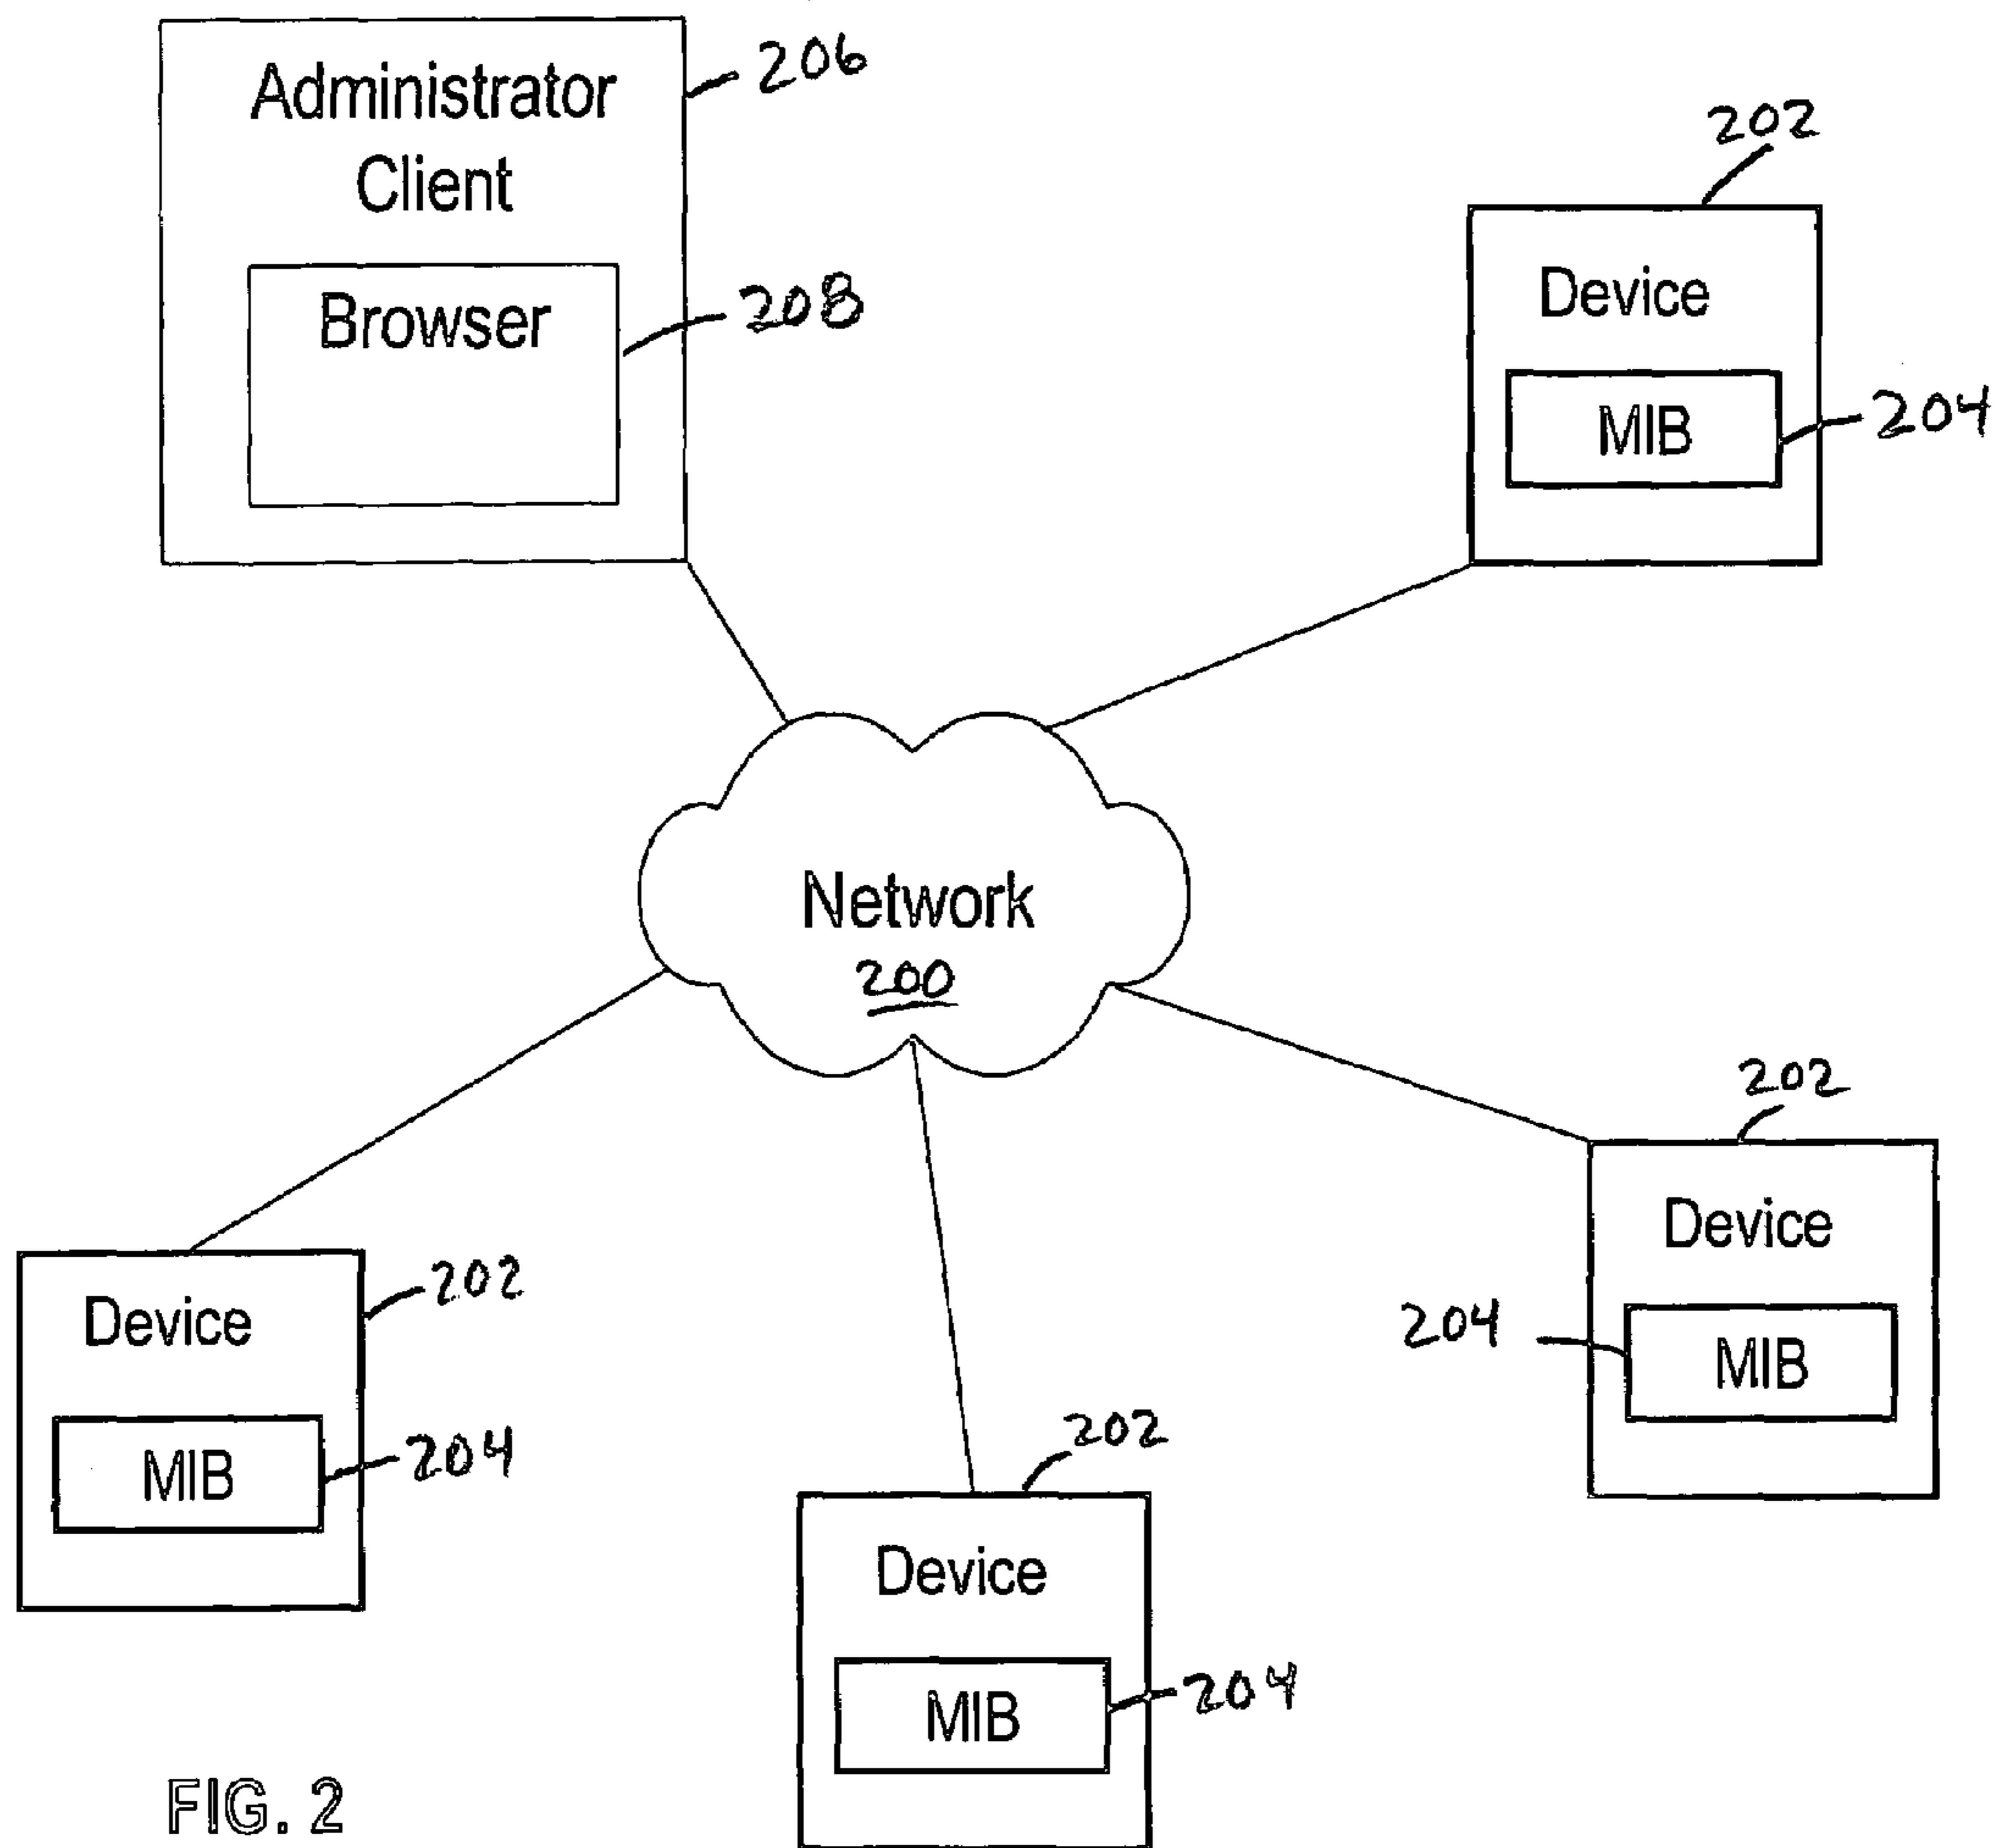 Administrator
Client
206
Browser
208
202
Device
MIB
204
Network
200
202
Device
204
MIB
Device
202
MIB
204
202
Device
MIB
204
FIG. 2